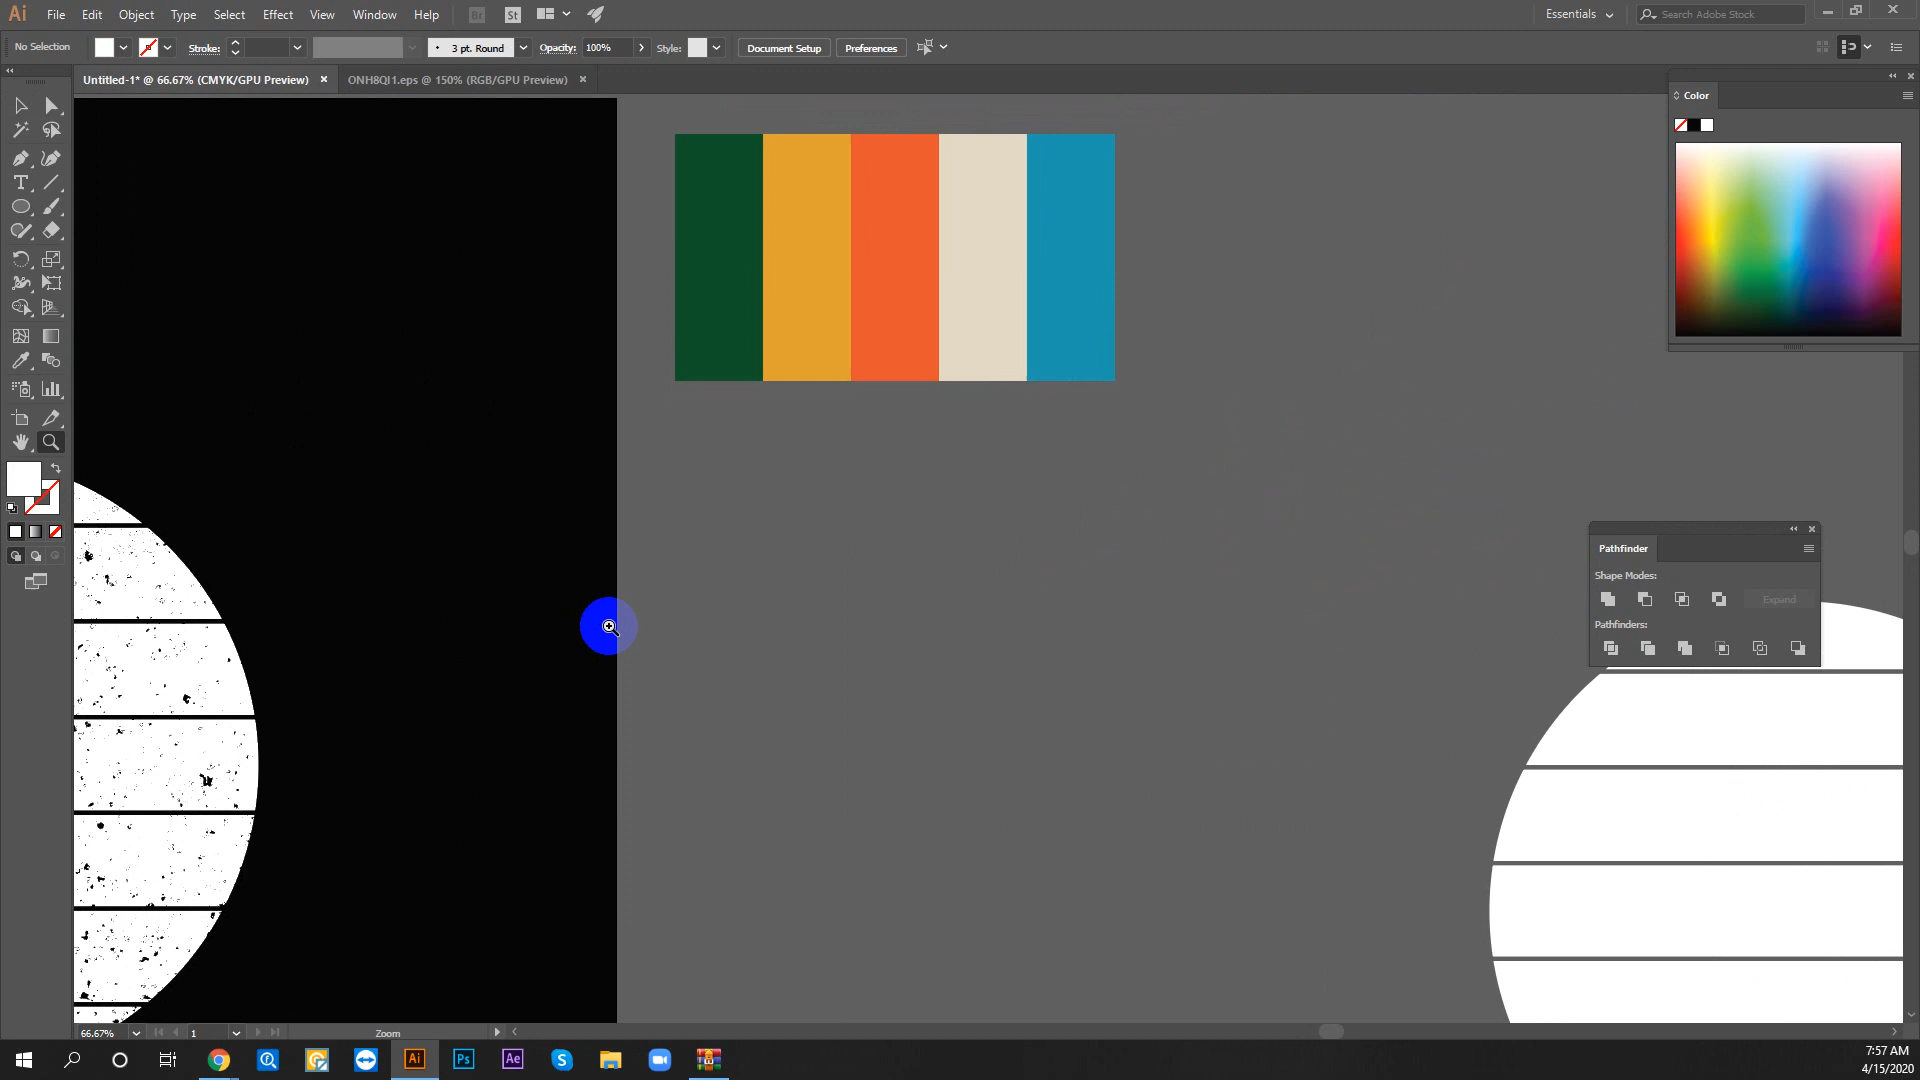 Ai File Edit Object Type Select Effect View Window Help Br St Essentials Search Adobe Stock
No Selection Stroke: 3 pt. Round Opacity: 100% Style: Document Setup Preferences
Untitled-1* @ 66.67% (CMYK/GPU Preview) × ONH8QI1.eps @ 150% (RGB/GPU Preview) ×
Color
Pathfinder
Shape Modes:
Expand
Pathfinders:
66.67% 1 Zoom
Ai Ps Ae S
7:57 AM
4/15/2020